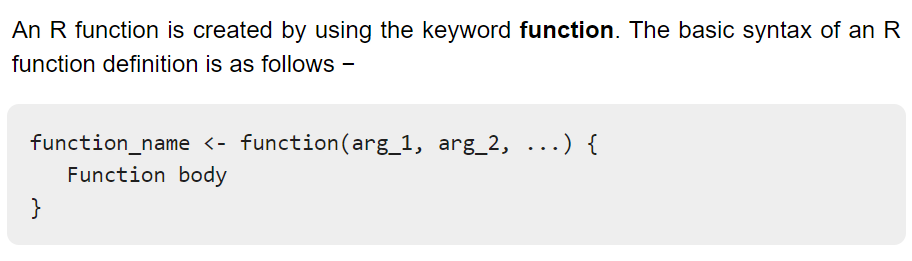 An R function is created by using the keyword function. The basic syntax of an R
function definition is as follows −
function_name <- function(arg_1, arg_2, ...) {
   Function body
}